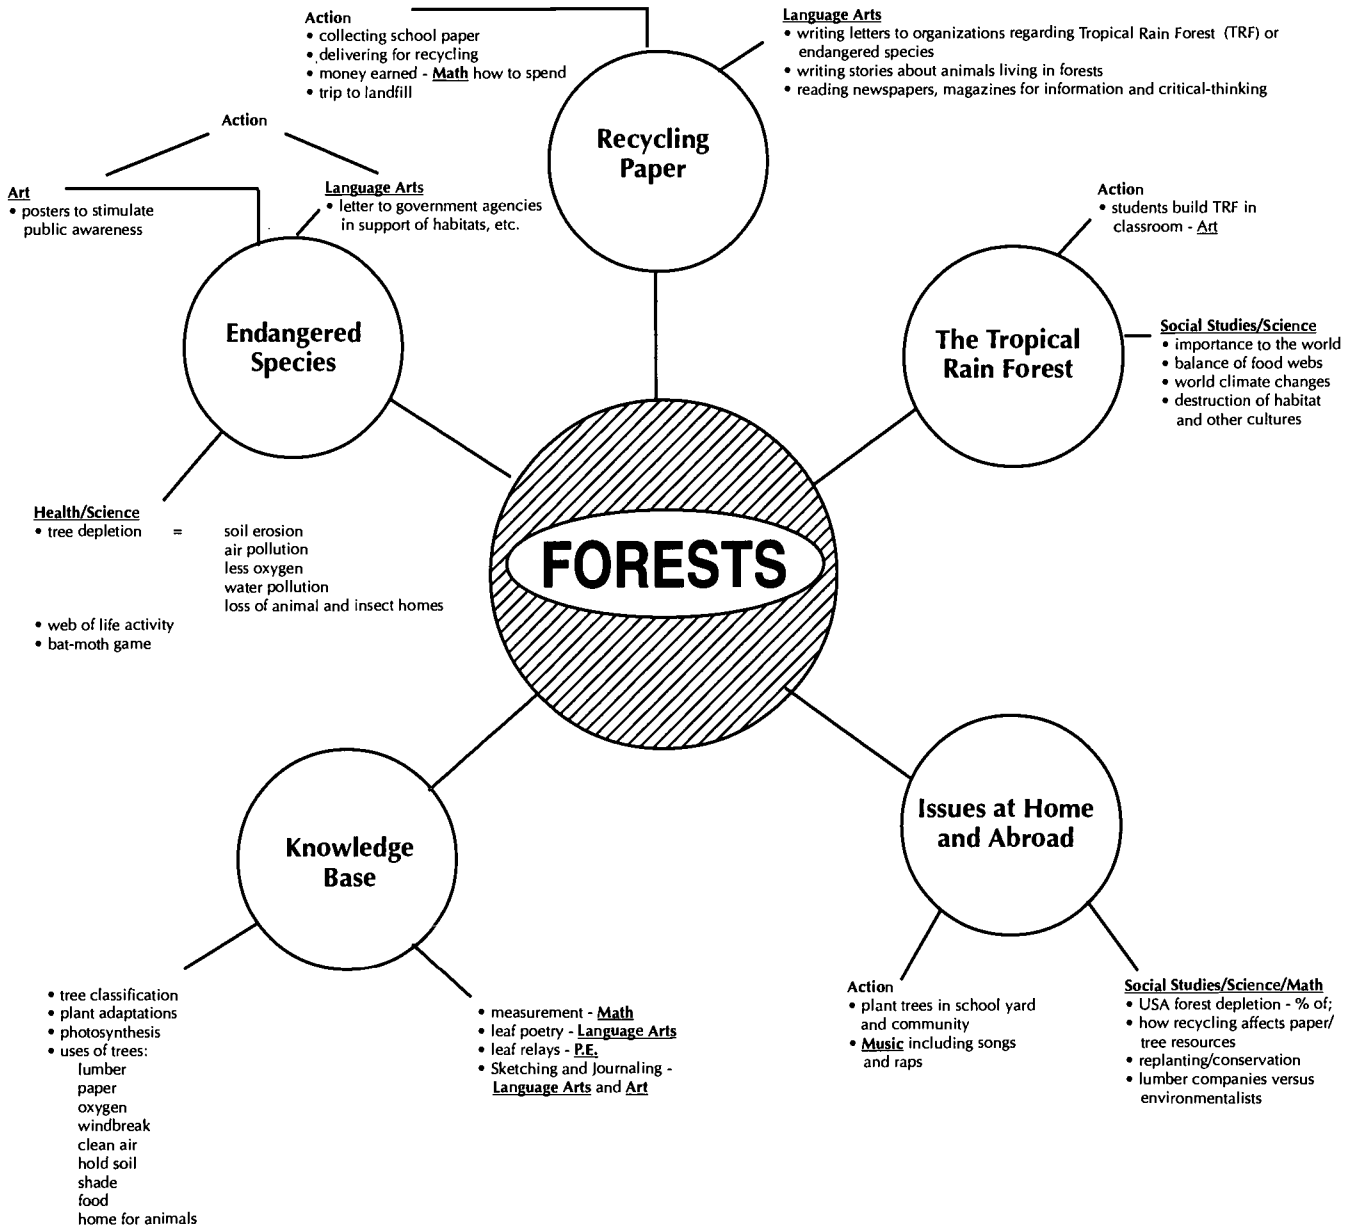 Action
• collecting school paper
• delivering for recycling
• money earned - Math how to spend
• trip to landfill
Language Arts
• writing letters to organizations regarding Tropical Rain Forest (TRF) or
endangered species
• writing stories about animals living in forests
• reading newspapers, magazines for information and critical-thinking
Recycling
Paper
Action
Art
• posters to stimulate
public awareness
Language Arts
• letter to government agencies
in support of habitats, etc.
Endangered
Species
Action
• students build TRF in
classroom - Art
The Tropical
Rain Forest
Social Studies/Science
• importance to the world
• balance of food webs
• world climate changes
• destruction of habitat
and other cultures
Health/Science
• tree depletion = soil erosion
air pollution
less oxygen
water pollution
loss of animal and insect homes
• web of life activity
• bat-moth game
FORESTS
Knowledge
Base
• tree classification
• plant adaptations
• photosynthesis
• uses of trees:
lumber
paper
oxygen
windbreak
clean air
hold soil
shade
food
home for animals
• measurement - Math
• leaf poetry - Language Arts
• leaf relays - P.E.
• Sketching and Journaling -
Language Arts and Art
Issues at Home
and Abroad
Action
• plant trees in school yard
and community
• Music including songs
and raps
Social Studies/Science/Math
• USA forest depletion - % of;
• how recycling affects paper/
tree resources
• replanting/conservation
• lumber companies versus
environmentalists